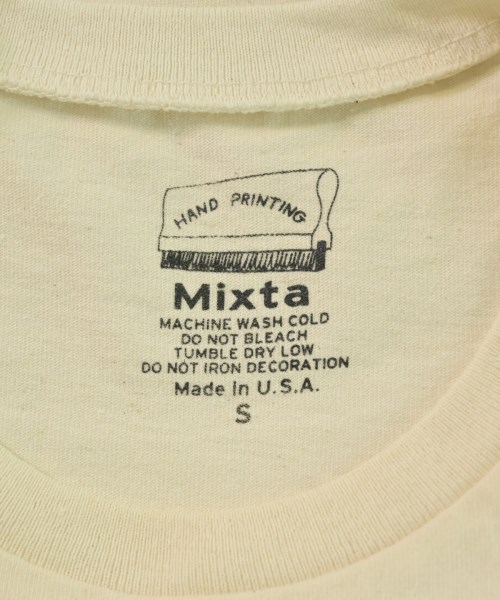 HAND PRINTING
Mixta
MACHINE WASH COLD
DO NOT BLEACH
TUMBLE DRY LOW
DO NOT IRON DECORATION
Made in U.S.A.
S